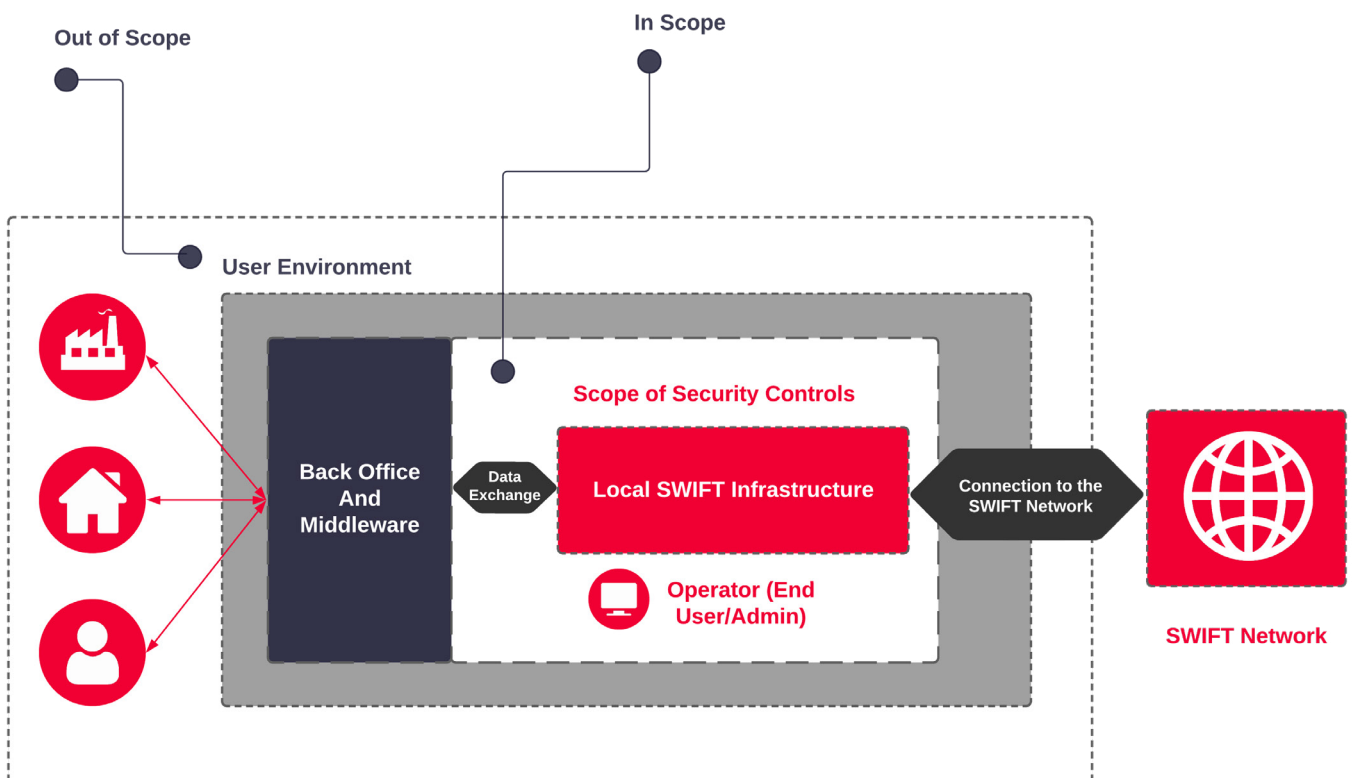 Out of Scope
In Scope
User Environment
Scope of Security Controls
Back Office
And
Middleware
Data
Exchange
Local SWIFT Infrastructure
Connection to the
SWIFT Network
Operator (End
User/Admin)
SWIFT Network